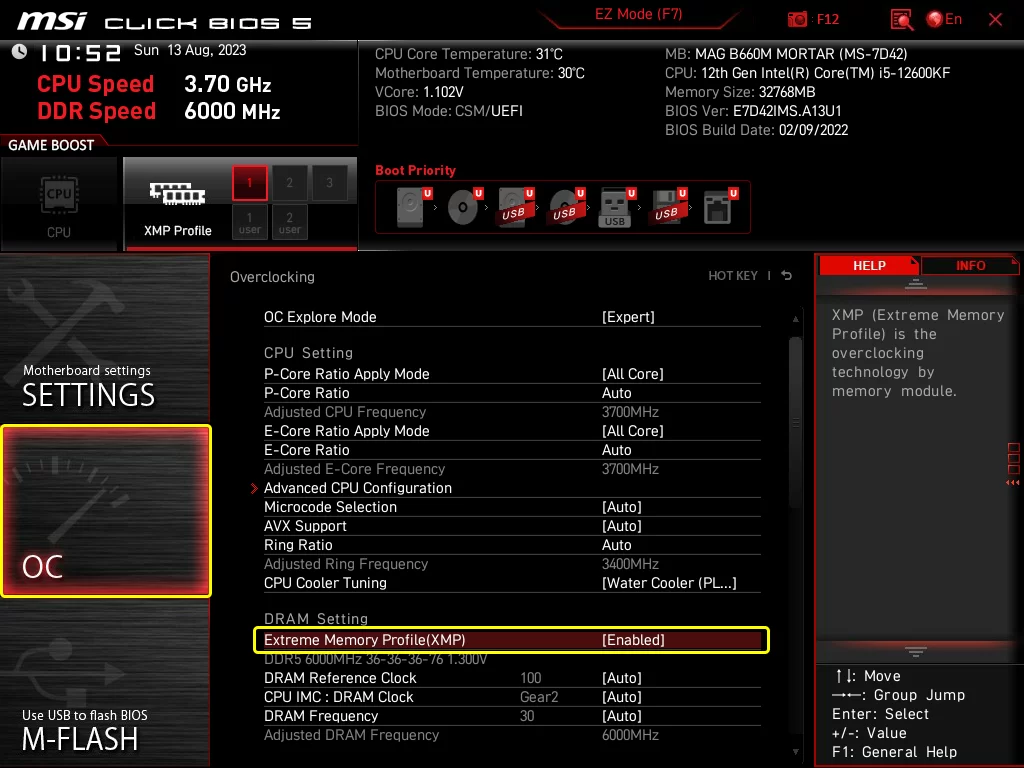 msi CLICK BIOS 5
EZ Mode (F7)
: F12
En
10:52 Sun 13 Aug, 2023
CPU Speed 3.70 GHz
DDR Speed 6000 MHz
CPU Core Temperature: 31°C
Motherboard Temperature: 30°C
VCore: 1.102V
BIOS Mode: CSM/UEFI
MB: MAG B660M MORTAR (MS-7D42)
CPU: 12th Gen Intel(R) Core(TM) i5-12600KF
Memory Size: 32768MB
BIOS Ver: E7D42IMS.A13U1
BIOS Build Date: 02/09/2022
GAME BOOST
CPU
CPU
XMP Profile
1 2 3
1 user 2 user
Boot Priority
U U U U U U U
USB USB USB USB
Motherboard settings
SETTINGS
OC
Use USB to flash BIOS
M-FLASH
Overclocking
HOT KEY |
OC Explore Mode [Expert]
CPU Setting
P-Core Ratio Apply Mode [All Core]
P-Core Ratio Auto
Adjusted CPU Frequency 3700MHz
E-Core Ratio Apply Mode [All Core]
E-Core Ratio Auto
Adjusted E-Core Frequency 3700MHz
Advanced CPU Configuration
Microcode Selection [Auto]
AVX Support [Auto]
Ring Ratio Auto
Adjusted Ring Frequency 3400MHz
CPU Cooler Tuning [Water Cooler (PL...]
DRAM Setting
Extreme Memory Profile(XMP) [Enabled]
DDR5 6000MHz 36-36-36-76 1.300V
DRAM Reference Clock 100 [Auto]
CPU IMC : DRAM Clock Gear2 [Auto]
DRAM Frequency 30 [Auto]
Adjusted DRAM Frequency 6000MHz
HELP
INFO
XMP (Extreme Memory
Profile) is the
overclocking
technology by
memory module.
↑↓: Move
→←: Group Jump
Enter: Select
+/-: Value
F1: General Help